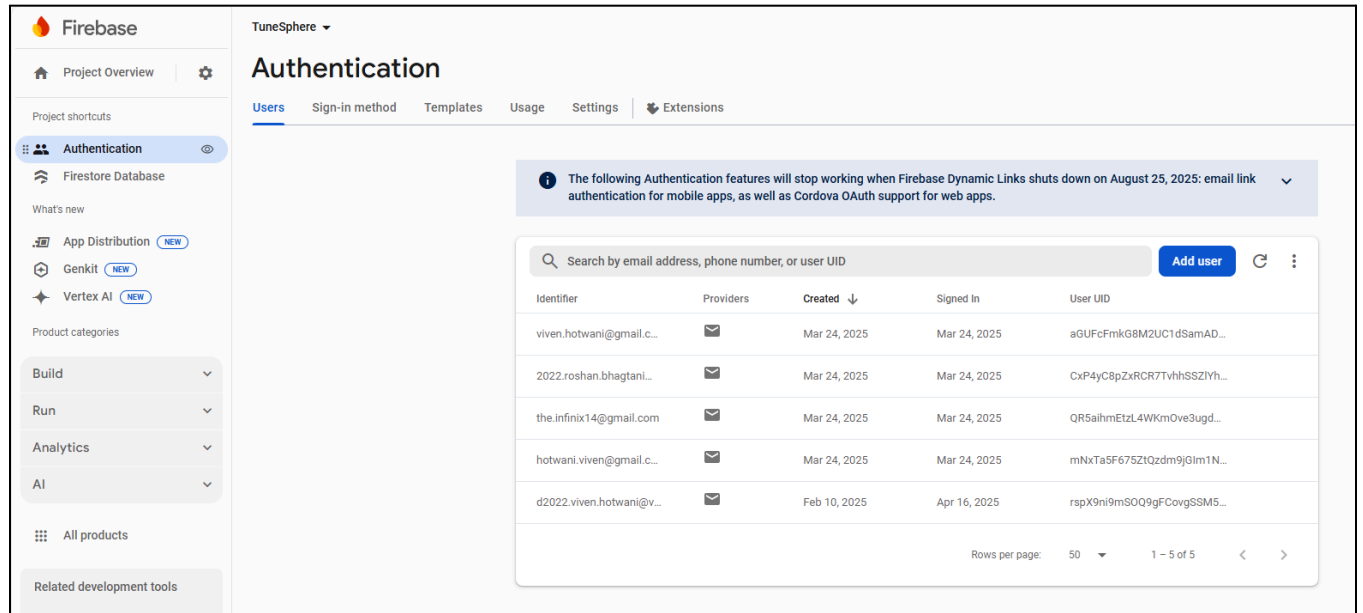 Firebase
Project Overview
Project shortcuts
Authentication
Firestore Database
What's new
App Distribution NEW
Genkit NEW
Vertex AI NEW
Product categories
Build
Run
Analytics
AI
All products
Related development tools
TuneSphere
Authentication
Users Sign-in method Templates Usage Settings Extensions
The following Authentication features will stop working when Firebase Dynamic Links shuts down on August 25, 2025: email link
authentication for mobile apps, as well as Cordova OAuth support for web apps.
Search by email address, phone number, or user UID Add user
Identifier Providers Created Signed In User UID
viven.hotwani@gmail.c... Mar 24, 2025 Mar 24, 2025 aGUFcFmkG8M2UC1dSamAD...
2022.roshan.bhagtani... Mar 24, 2025 Mar 24, 2025 CxP4yC8pZxRCR7TvhhSSZlYh...
the.infinix14@gmail.com Mar 24, 2025 Mar 24, 2025 QR5aihmEtzL4WKmOve3ugd...
hotwani.viven@gmail.c... Mar 24, 2025 Mar 24, 2025 mNxTa5F675ZtQzdm9jGIm1N...
d2022.viven.hotwani@v... Feb 10, 2025 Apr 16, 2025 rspX9ni9mSOQ9gFCovgSSM5...
Rows per page: 50 1 – 5 of 5